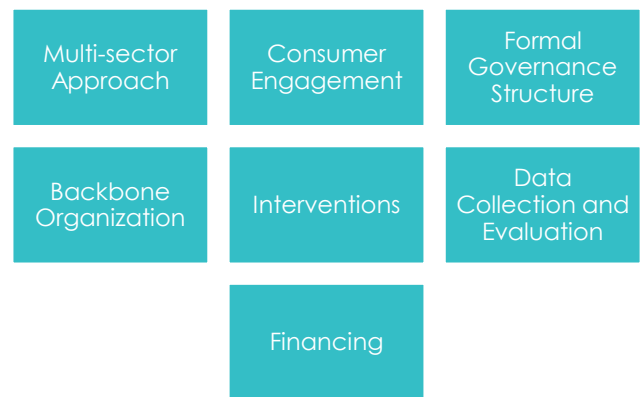 Multi-sector
Approach
Consumer
Engagement
Formal
Governance
Structure
Backbone
Organization
Interventions
Data
Collection and
Evaluation
Financing